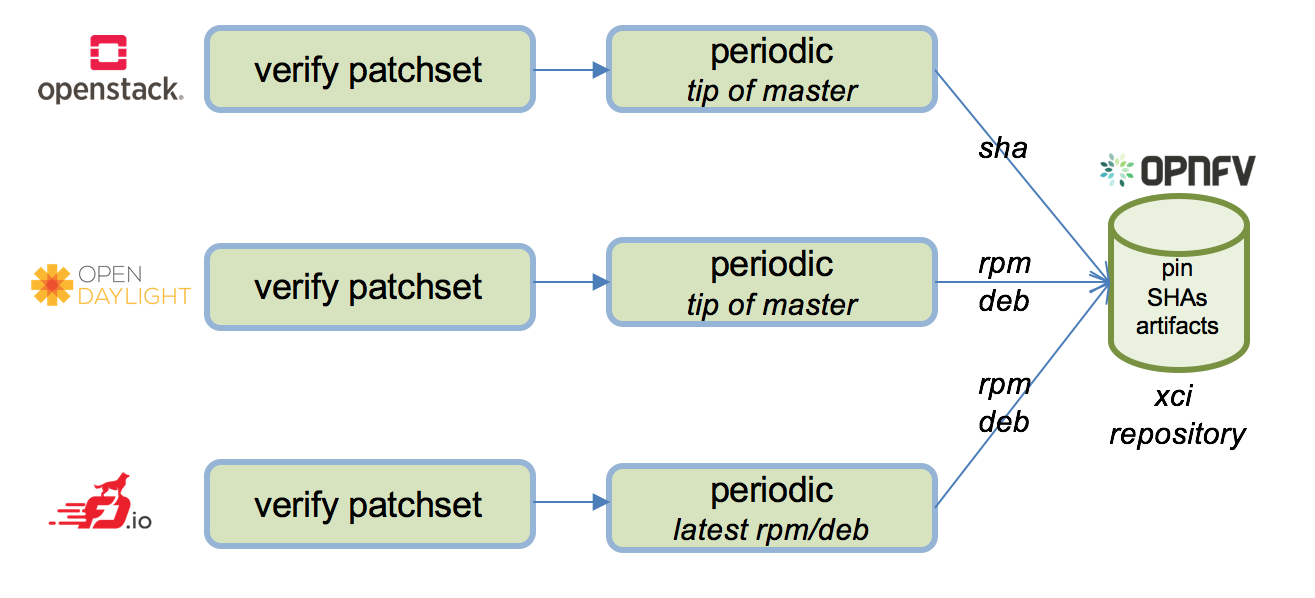 openstack.
verify patchset
periodic
tip of master
sha
OPNFV
OPEN
DAYLIGHT
verify patchset
periodic
tip of master
rpm
deb
pin
SHAs
artifacts
xci
repository
.io
verify patchset
periodic
latest rpm/deb
rpm
deb